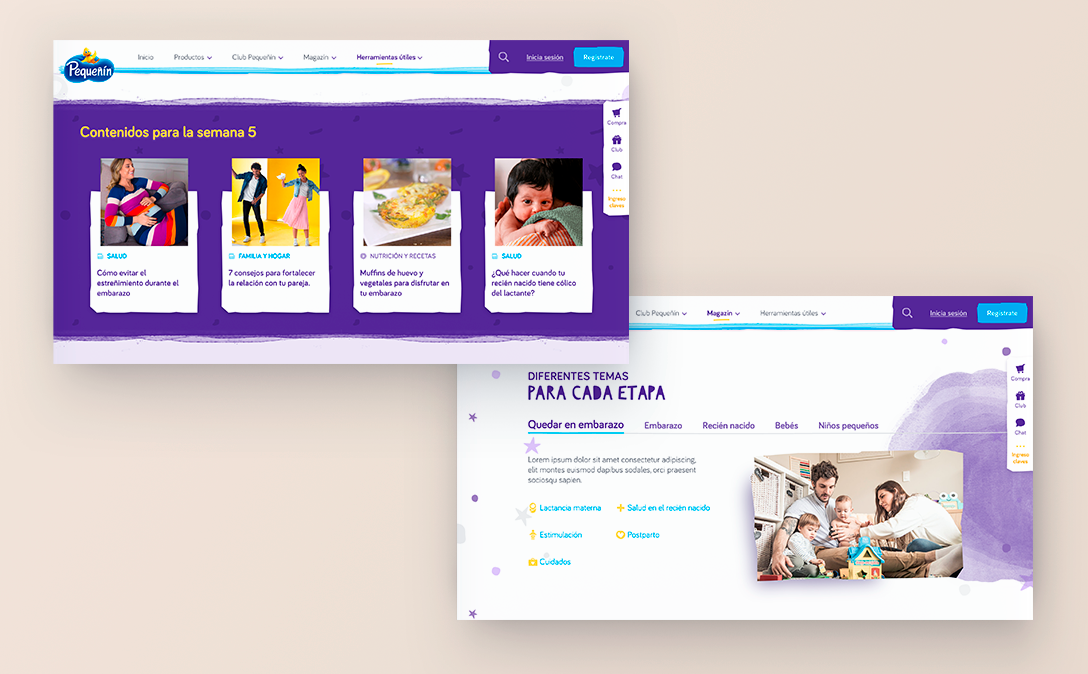 Pequeñín
Inicio
Productos
Club Pequeñín
Magazín
Herramientas útiles
Inicia sesión
Regístrate
Compra
Club
Chat
Ingreso
claves
Contenidos para la semana 5
SALUD
Cómo evitar el
estreñimiento durante el
embarazo
FAMILIA Y HOGAR
7 consejos para fortalecer
la relación con tu pareja.
NUTRICIÓN Y RECETAS
Muffins de huevo y
vegetales para disfrutar en
tu embarazo
SALUD
¿Qué hacer cuando tu
recién nacido tiene cólico
del lactante?
Club Pequeñín
Magazín
Herramientas útiles
Inicia sesión
Regístrate
Compra
Club
Chat
Ingreso
claves
DIFERENTES TEMAS
PARA CADA ETAPA
Quedar en embarazo
Embarazo
Recién nacido
Bebés
Niños pequeños
Lorem ipsum dolor sit amet consectetur adipiscing,
elit montes euismod dapibus sodales, orci praesent
sociosqu sapien.
Lactancia materna
Salud en el recién nacido
Estimulación
Postparto
Cuidados